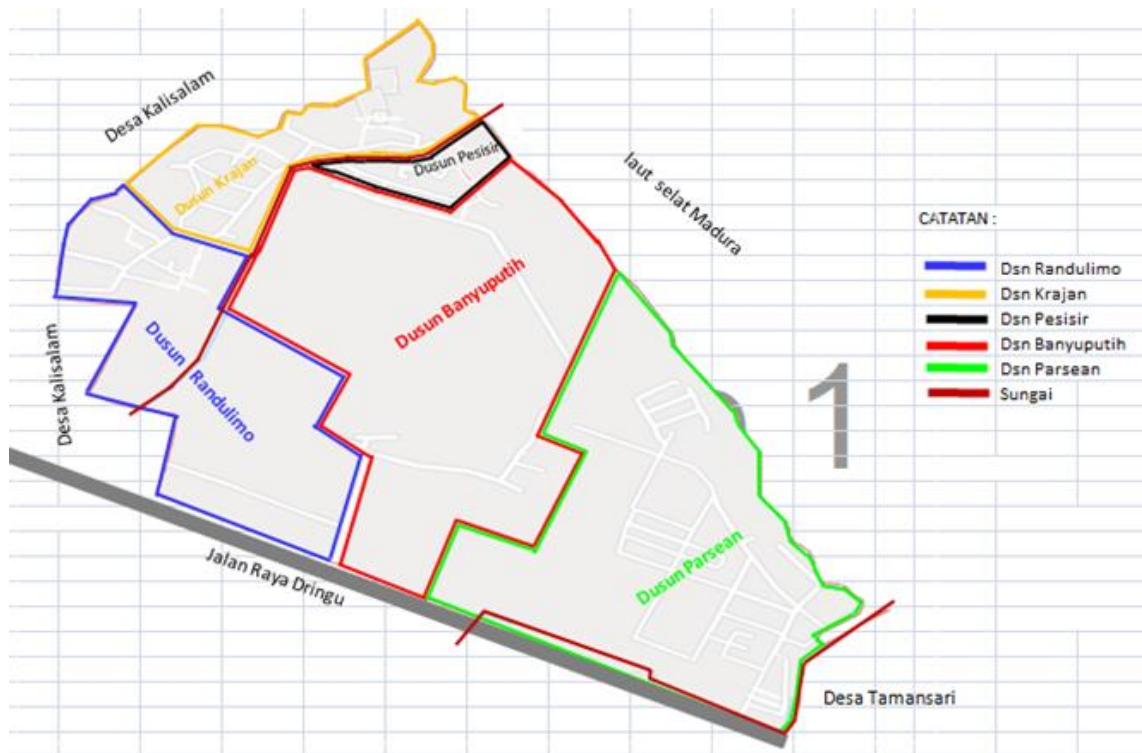 Desa Kalisalam
Dusun Krajan
Dusun Pesisir
laut selat Madura
Dusun Banyuputih
Desa Kalisalam
Dusun Randulimo
Jalan Raya Dringu
Dusun Parsean
Desa Tamansari
1
CATATAN :
Dsn Randulimo
Dsn Krajan
Dsn Pesisir
Dsn Banyuputih
Dsn Parsean
Sungai